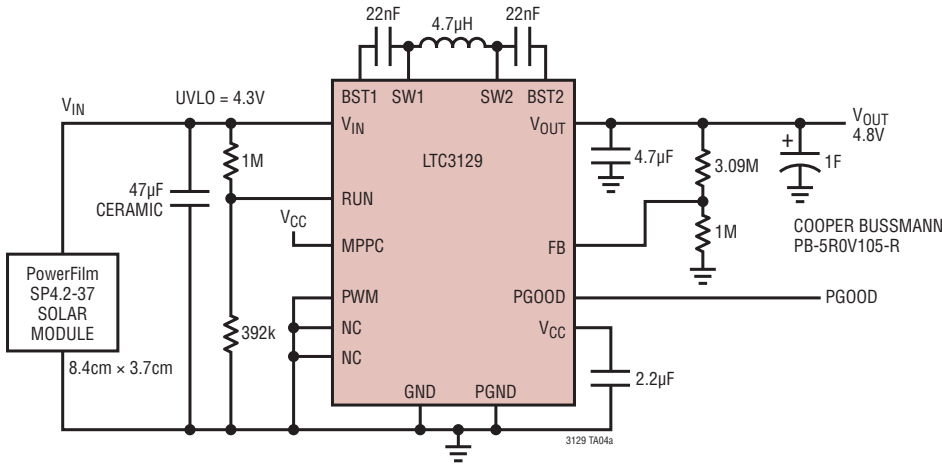 22nF
4.7µH
22nF
BST1 SW1 SW2 BST2
VIN
UVLO = 4.3V
VIN
VOUT
VOUT
4.8V
LTC3129
1M
4.7µF
3.09M
+
1F
47µF
CERAMIC
RUN
VCC
MPPC
FB
1M
COOPER BUSSMANN
PB-5R0V105-R
PowerFilm
SP4.2-37
SOLAR
MODULE
PWM
PGOOD
PGOOD
NC
VCC
392k
NC
8.4cm × 3.7cm
2.2µF
GND PGND
3129 TA04a